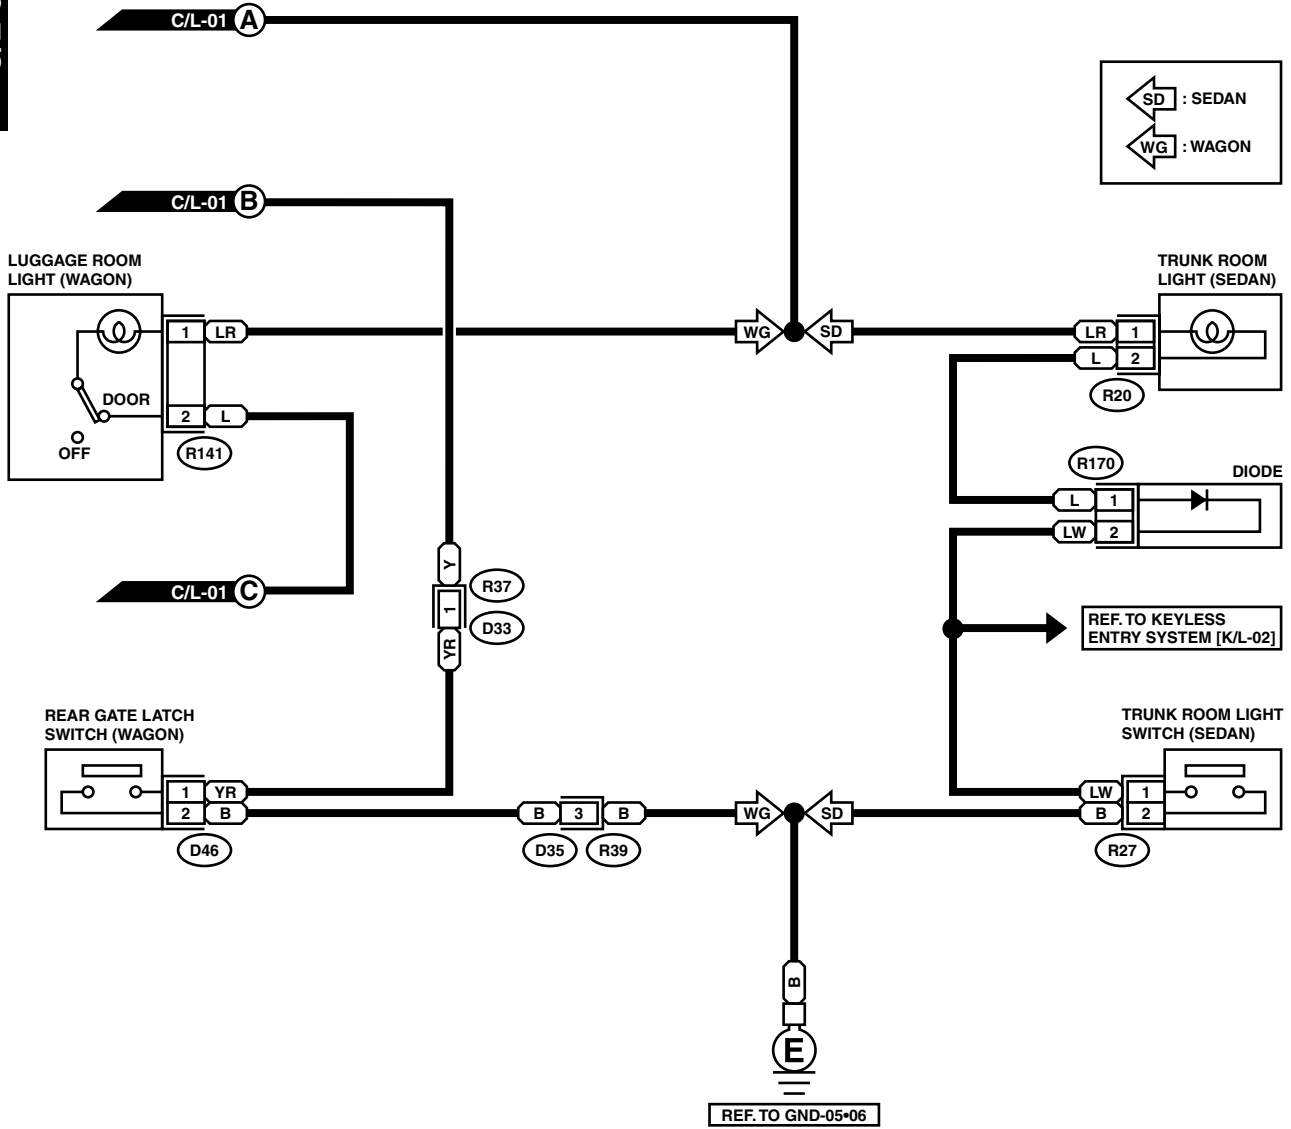 C/L-01 A
SD : SEDAN
WG : WAGON
C/L-01 B
LUGGAGE ROOM
LIGHT (WAGON)
TRUNK ROOM
LIGHT (SEDAN)
1 LR
WG
SD
LR 1
L 2
R20
DOOR
2 L
OFF
R141
R170
DIODE
L 1
LW 2
C/L-01 C
Y
1
YR
R37
D33
REF. TO KEYLESS
ENTRY SYSTEM [K/L-02]
REAR GATE LATCH
SWITCH (WAGON)
TRUNK ROOM LIGHT
SWITCH (SEDAN)
1 YR
2 B
D46
B 3 B
D35
R39
WG
SD
LW 1
B 2
R27
B
E
REF. TO GND-05•06